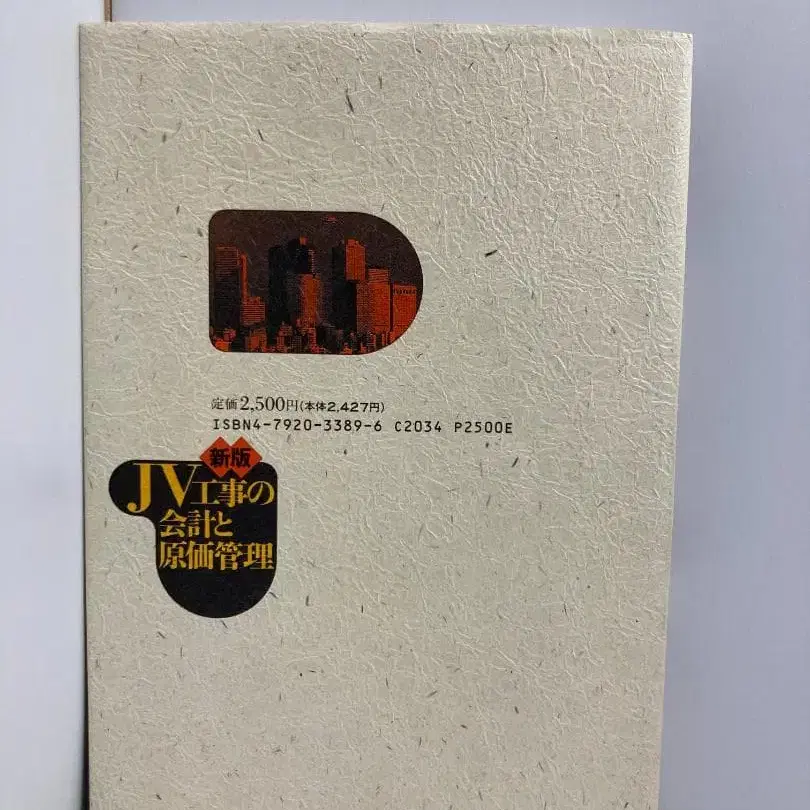 定価2,500円(本体2,427円)
ISBN4-7920-3389-6 C2034 P2500E
新版
JV工事の
会計と
原価管理